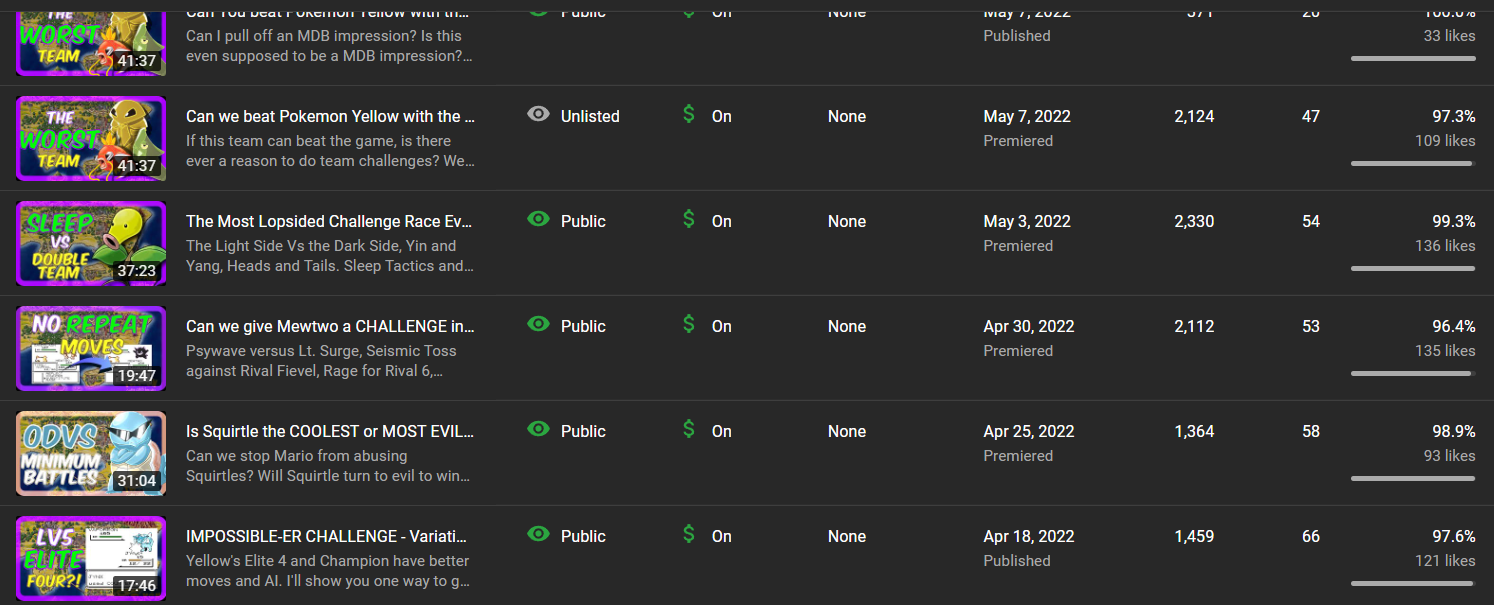 Can You beat Pokemon Yellow with th... Public On None May 7, 2022 371 26 100.0%
THE WORST TEAM 41:37
Can I pull off an MDB impression? Is this Published 33 likes
even supposed to be a MDB impression?...
THE WORST TEAM 41:37
Can we beat Pokemon Yellow with the ... Unlisted On None May 7, 2022 2,124 47 97.3%
If this team can beat the game, is there Premiered 109 likes
ever a reason to do team challenges? We...
SLEEP VS DOUBLE TEAM 37:23
The Most Lopsided Challenge Race Ev... Public On None May 3, 2022 2,330 54 99.3%
The Light Side Vs the Dark Side, Yin and Premiered 136 likes
Yang, Heads and Tails. Sleep Tactics and...
NO REPEAT MOVES 19:47
Can we give Mewtwo a CHALLENGE in... Public On None Apr 30, 2022 2,112 53 96.4%
Psywave versus Lt. Surge, Seismic Toss Premiered 135 likes
against Rival Fievel, Rage for Rival 6,...
ODVS MINIMUM BATTLES 31:04
Is Squirtle the COOLEST or MOST EVIL... Public On None Apr 25, 2022 1,364 58 98.9%
Can we stop Mario from abusing Premiered 93 likes
Squirtles? Will Squirtle turn to evil to win...
LV5 ELITE FOUR?! 17:46
IMPOSSIBLE-ER CHALLENGE - Variati... Public On None Apr 18, 2022 1,459 66 97.6%
Yellow's Elite 4 and Champion have better Published 121 likes
moves and AI. I'll show you one way to g...